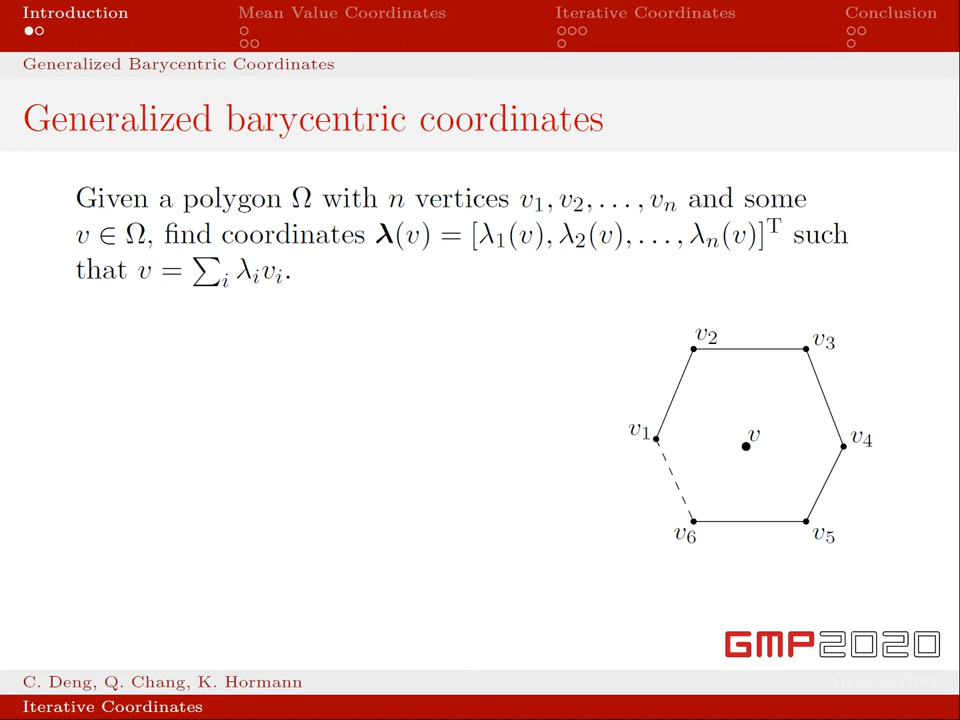 Introduction Mean Value Coordinates Iterative Coordinates Conclusion
Generalized Barycentric Coordinates
Generalized barycentric coordinates
Given a polygon Ω with n vertices v₁, v₂, . . . , vₙ and some
v ∈ Ω, find coordinates λ(v) = [λ₁(v), λ₂(v), . . . , λₙ(v)]ᵀ such
that v = ∑ᵢ λᵢvᵢ.
v₂ v₃
v₁ v v₄
v₆ v₅
GMP2020
C. Deng, Q. Chang, K. Hormann
Iterative Coordinates